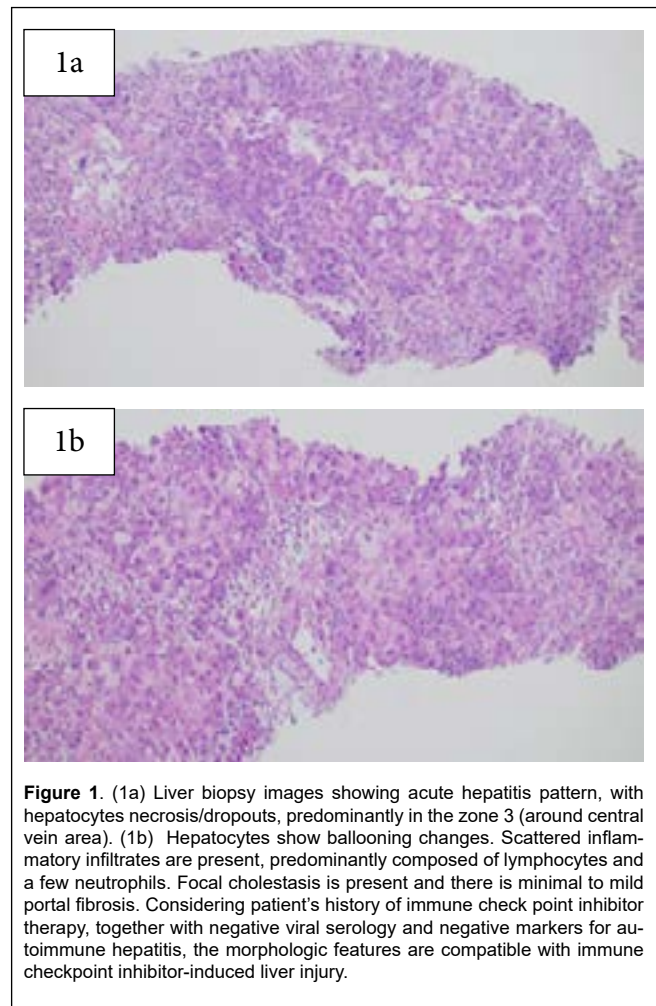 1a
1b
Figure 1. (1a) Liver biopsy images showing acute hepatitis pattern, with
hepatocytes necrosis/dropouts, predominantly in the zone 3 (around central
vein area). (1b) Hepatocytes show ballooning changes. Scattered inflam-
matory infiltrates are present, predominantly composed of lymphocytes and
a few neutrophils. Focal cholestasis is present and there is minimal to mild
portal fibrosis. Considering patient's history of immune check point inhibitor
therapy, together with negative viral serology and negative markers for au-
toimmune hepatitis, the morphologic features are compatible with immune
checkpoint inhibitor-induced liver injury.